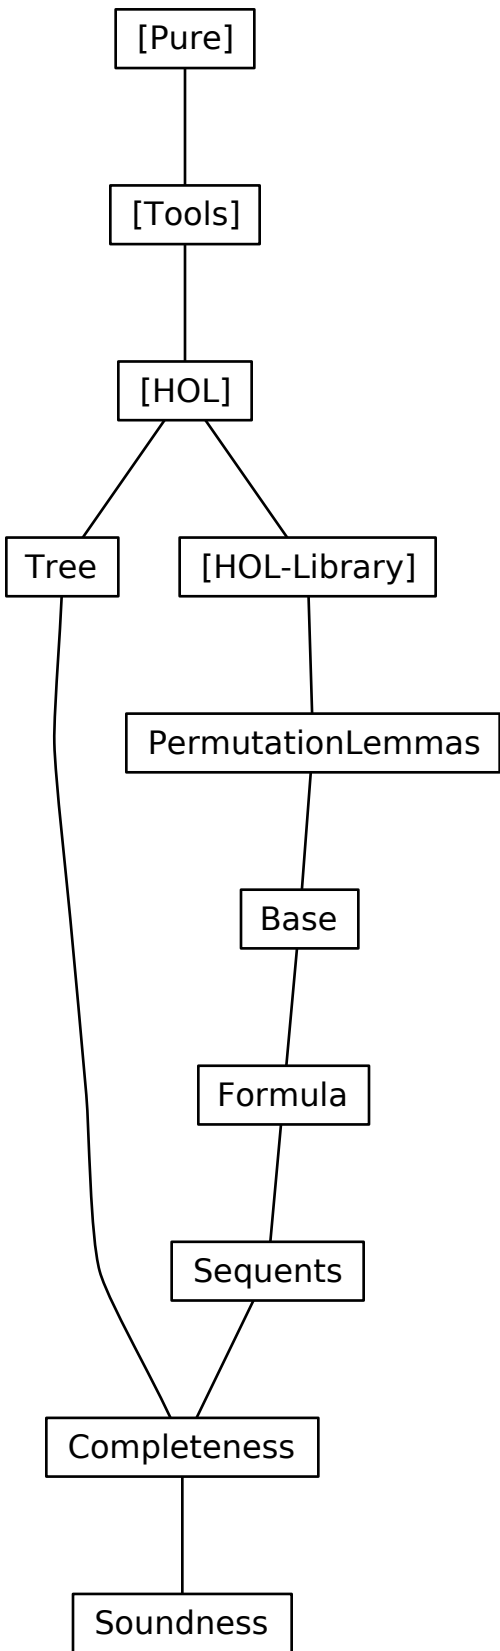 [Pure]
[Tools]
[HOL]
Tree
[HOL-Library]
PermutationLemmas
Base
Formula
Sequents
Completeness
Soundness